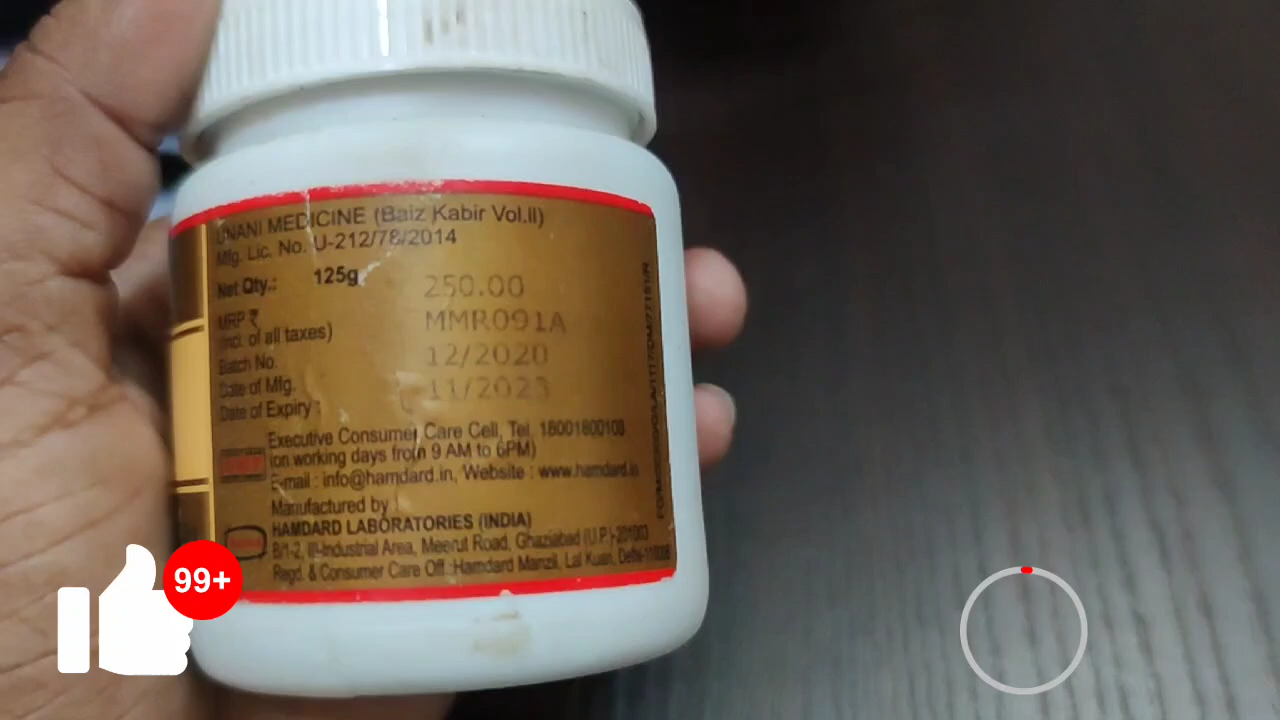 UNANI MEDICINE (Baiz Kabir Vol.II)
Mfg. Lic. No. U-212/78/2014
Net Qty.: 125g
250.00
MRP ₹ MMR091A
(incl. of all taxes)
Batch No. 12/2020
Date of Mfg. 11/2023
Date of Expiry :
Executive Consumer Care Cell, Tel. 18001800108
(on working days from 9 AM to 6PM)
E-mail : info@hamdard.in, Website : www.hamdard.in
Manufactured by
HAMDARD LABORATORIES (INDIA)
B/1-2, Industrial Area, Meerut Road, Ghaziabad (U.P.)-201003
Regd. & Consumer Care Off.:Hamdard Manzil, Lal Kuan, Delhi-110006
99+